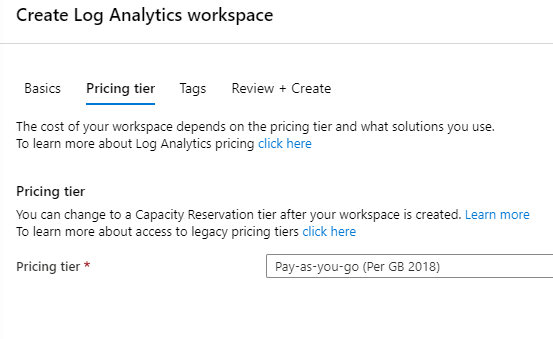 Create Log Analytics workspace
Basics Pricing tier Tags Review + Create
The cost of your workspace depends on the pricing tier and what solutions you use.
To learn more about Log Analytics pricing click here
Pricing tier
You can change to a Capacity Reservation tier after your workspace is created. Learn more
To learn more about access to legacy pricing tiers click here
Pricing tier * Pay-as-you-go (Per GB 2018)